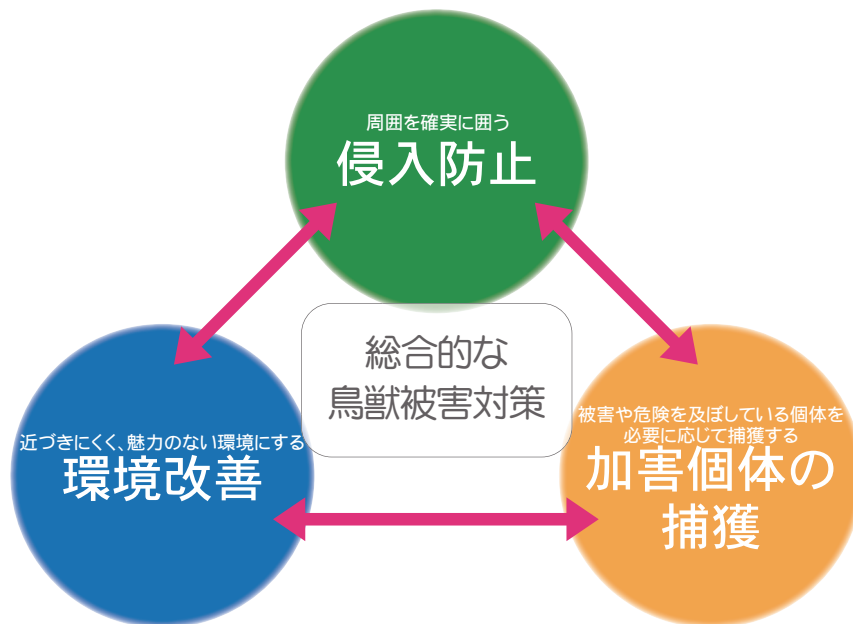 周囲を確実に囲う
侵入防止
総合的な
鳥獣被害対策
近づきにくく、魅力のない環境にする
環境改善
被害や危険を及ぼしている個体を
必要に応じて捕獲する
加害個体の
捕獲